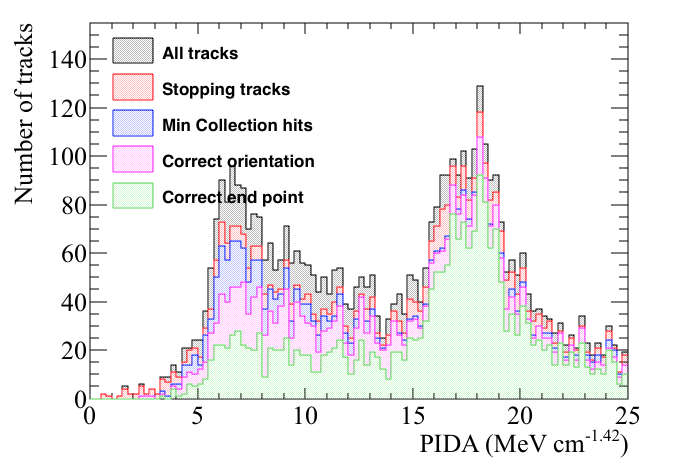 Number of tracks
140
120
100
80
60
40
20
0
All tracks
Stopping tracks
Min Collection hits
Correct orientation
Correct end point
0 5 10 15 20 25
PIDA (MeV cm-1.42)